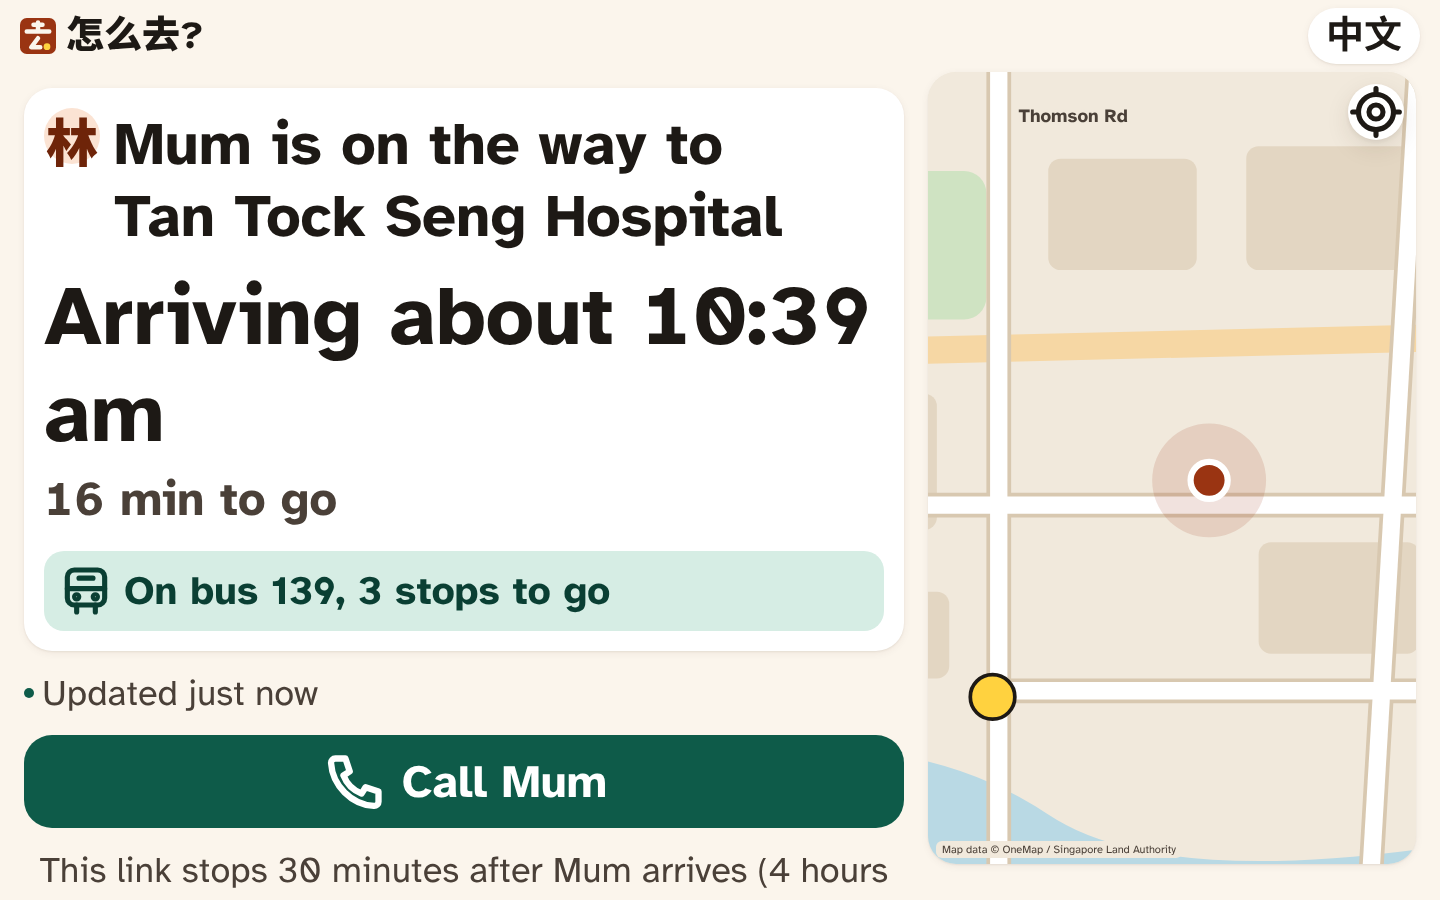 去 怎么去?
中文
林 Mum is on the way to
Tan Tock Seng Hospital
Arriving about 10:39
am
16 min to go
On bus 139, 3 stops to go
Updated just now
Call Mum
This link stops 30 minutes after Mum arrives (4 hours
Thomson Rd
Map data © OneMap / Singapore Land Authority